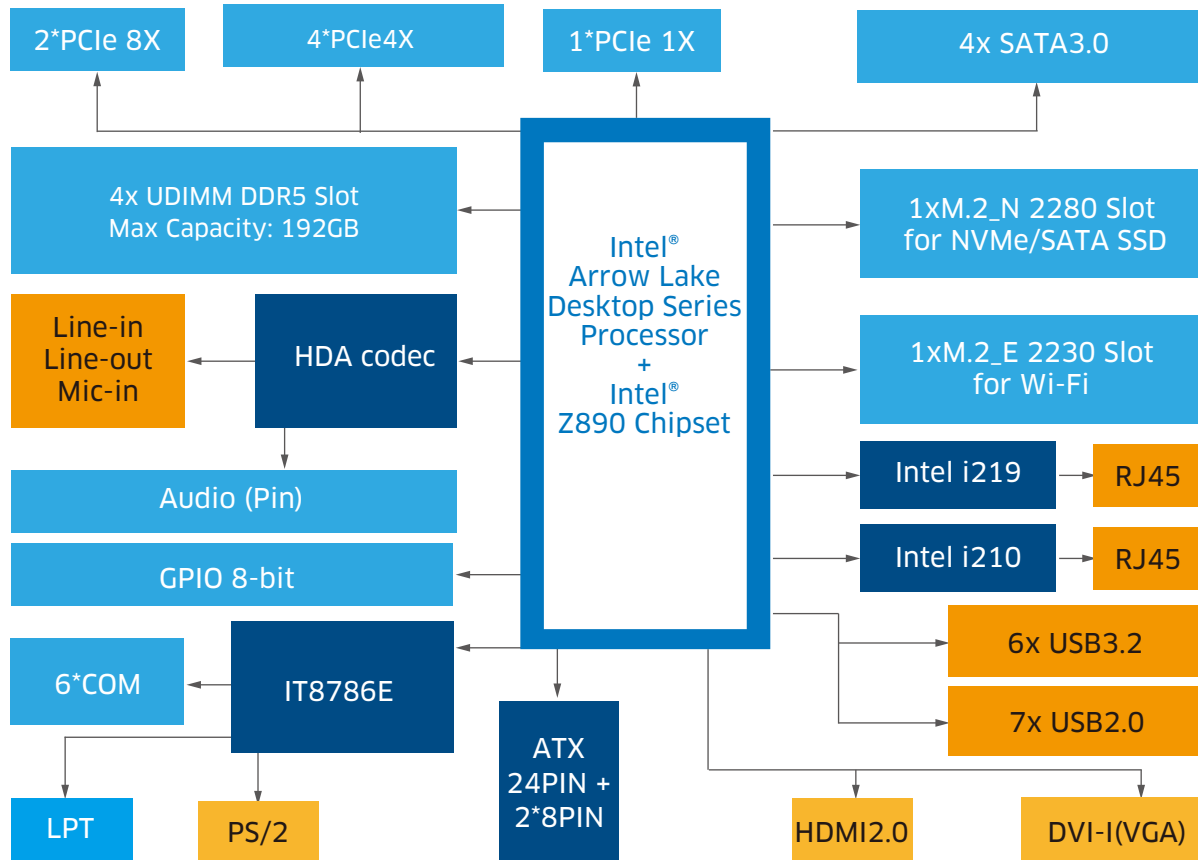 2*PCIe 8X
4*PCIe4X
1*PCIe 1X
4x SATA3.0
4x UDIMM DDR5 Slot
Max Capacity: 192GB
Intel®
Arrow Lake
Desktop Series
Processor
+
Intel®
Z890 Chipset
1xM.2_N 2280 Slot
for NVMe/SATA SSD
Line-in
Line-out
Mic-in
HDA codec
1xM.2_E 2230 Slot
for Wi-Fi
Audio (Pin)
Intel i219
RJ45
GPIO 8-bit
Intel i210
RJ45
6*COM
IT8786E
6x USB3.2
7x USB2.0
ATX
24PIN +
2*8PIN
LPT
PS/2
HDMI2.0
DVI-I(VGA)